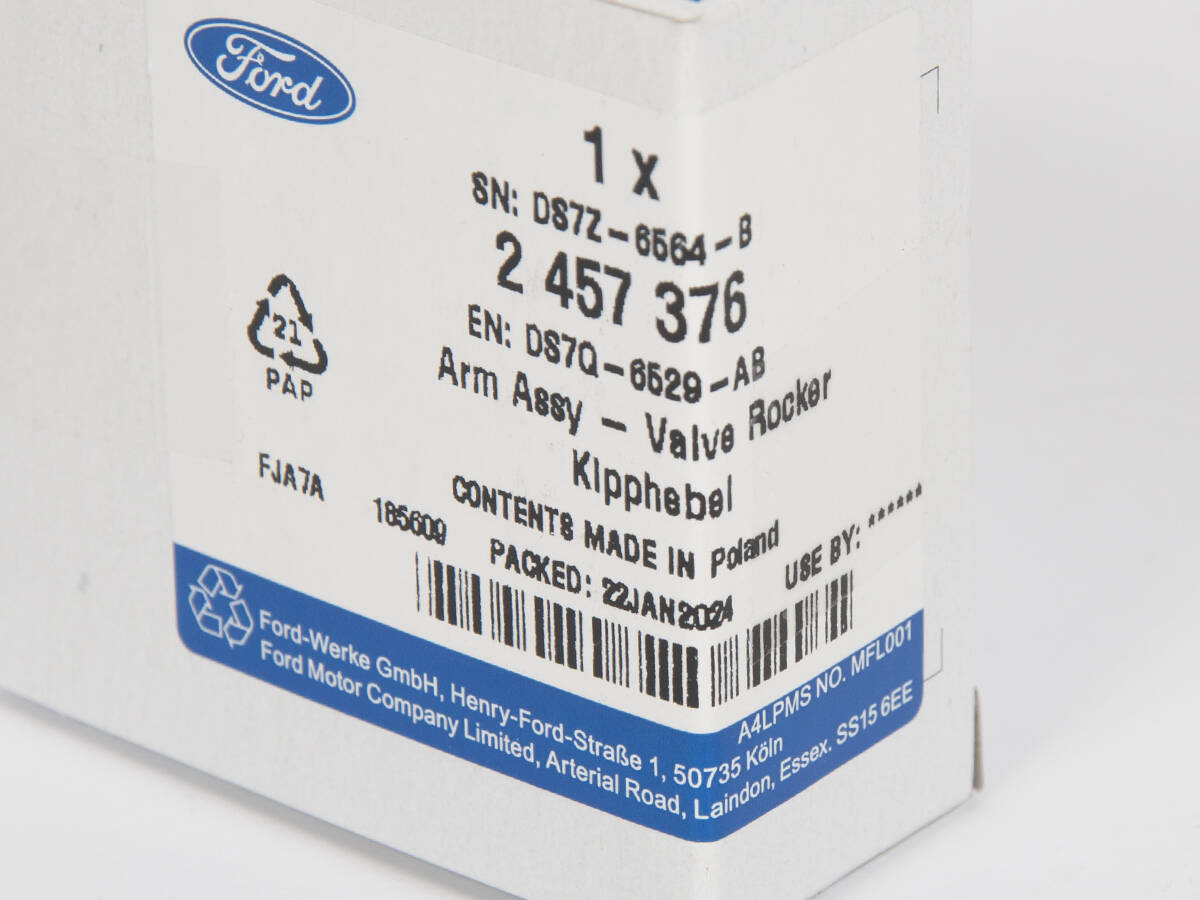 Ford
1 x
SN: DS7Z-6564-B
2 457 376
EN: DS7Q-6529-AB
Arm Assy - Valve Rocker
Kipphebel
21
PAP
FJA7A
185609
CONTENTS MADE IN Poland
PACKED: 22JAN2024
USE BY: ******
A4LPMS NO. MFL001
Ford-Werke GmbH, Henry-Ford-Straße 1, 50735 Köln
Ford Motor Company Limited, Arterial Road, Laindon, Essex. SS15 6EE